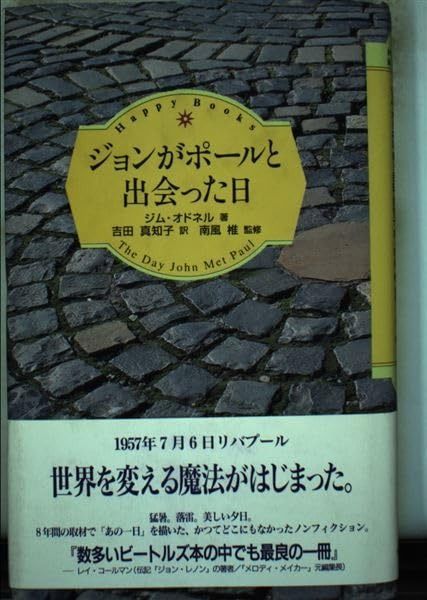 Happy Books
ジョンがポールと
出会った日
ジム・オドネル 著
吉田 真知子 訳 南風 椎 監修
The Day John Met Paul
1957年7月6日リバプール
世界を変える魔法がはじまった。
猛暑。落雷。美しい夕日。
8年間の取材で「あの一日」を描いた、かつてどこにもなかったノンフィクション。
『数多いビートルズ本の中でも最良の一冊』
── レイ・コールマン(伝記「ジョン・レノン」の著者/「メロディ・メイカー」元編集長)